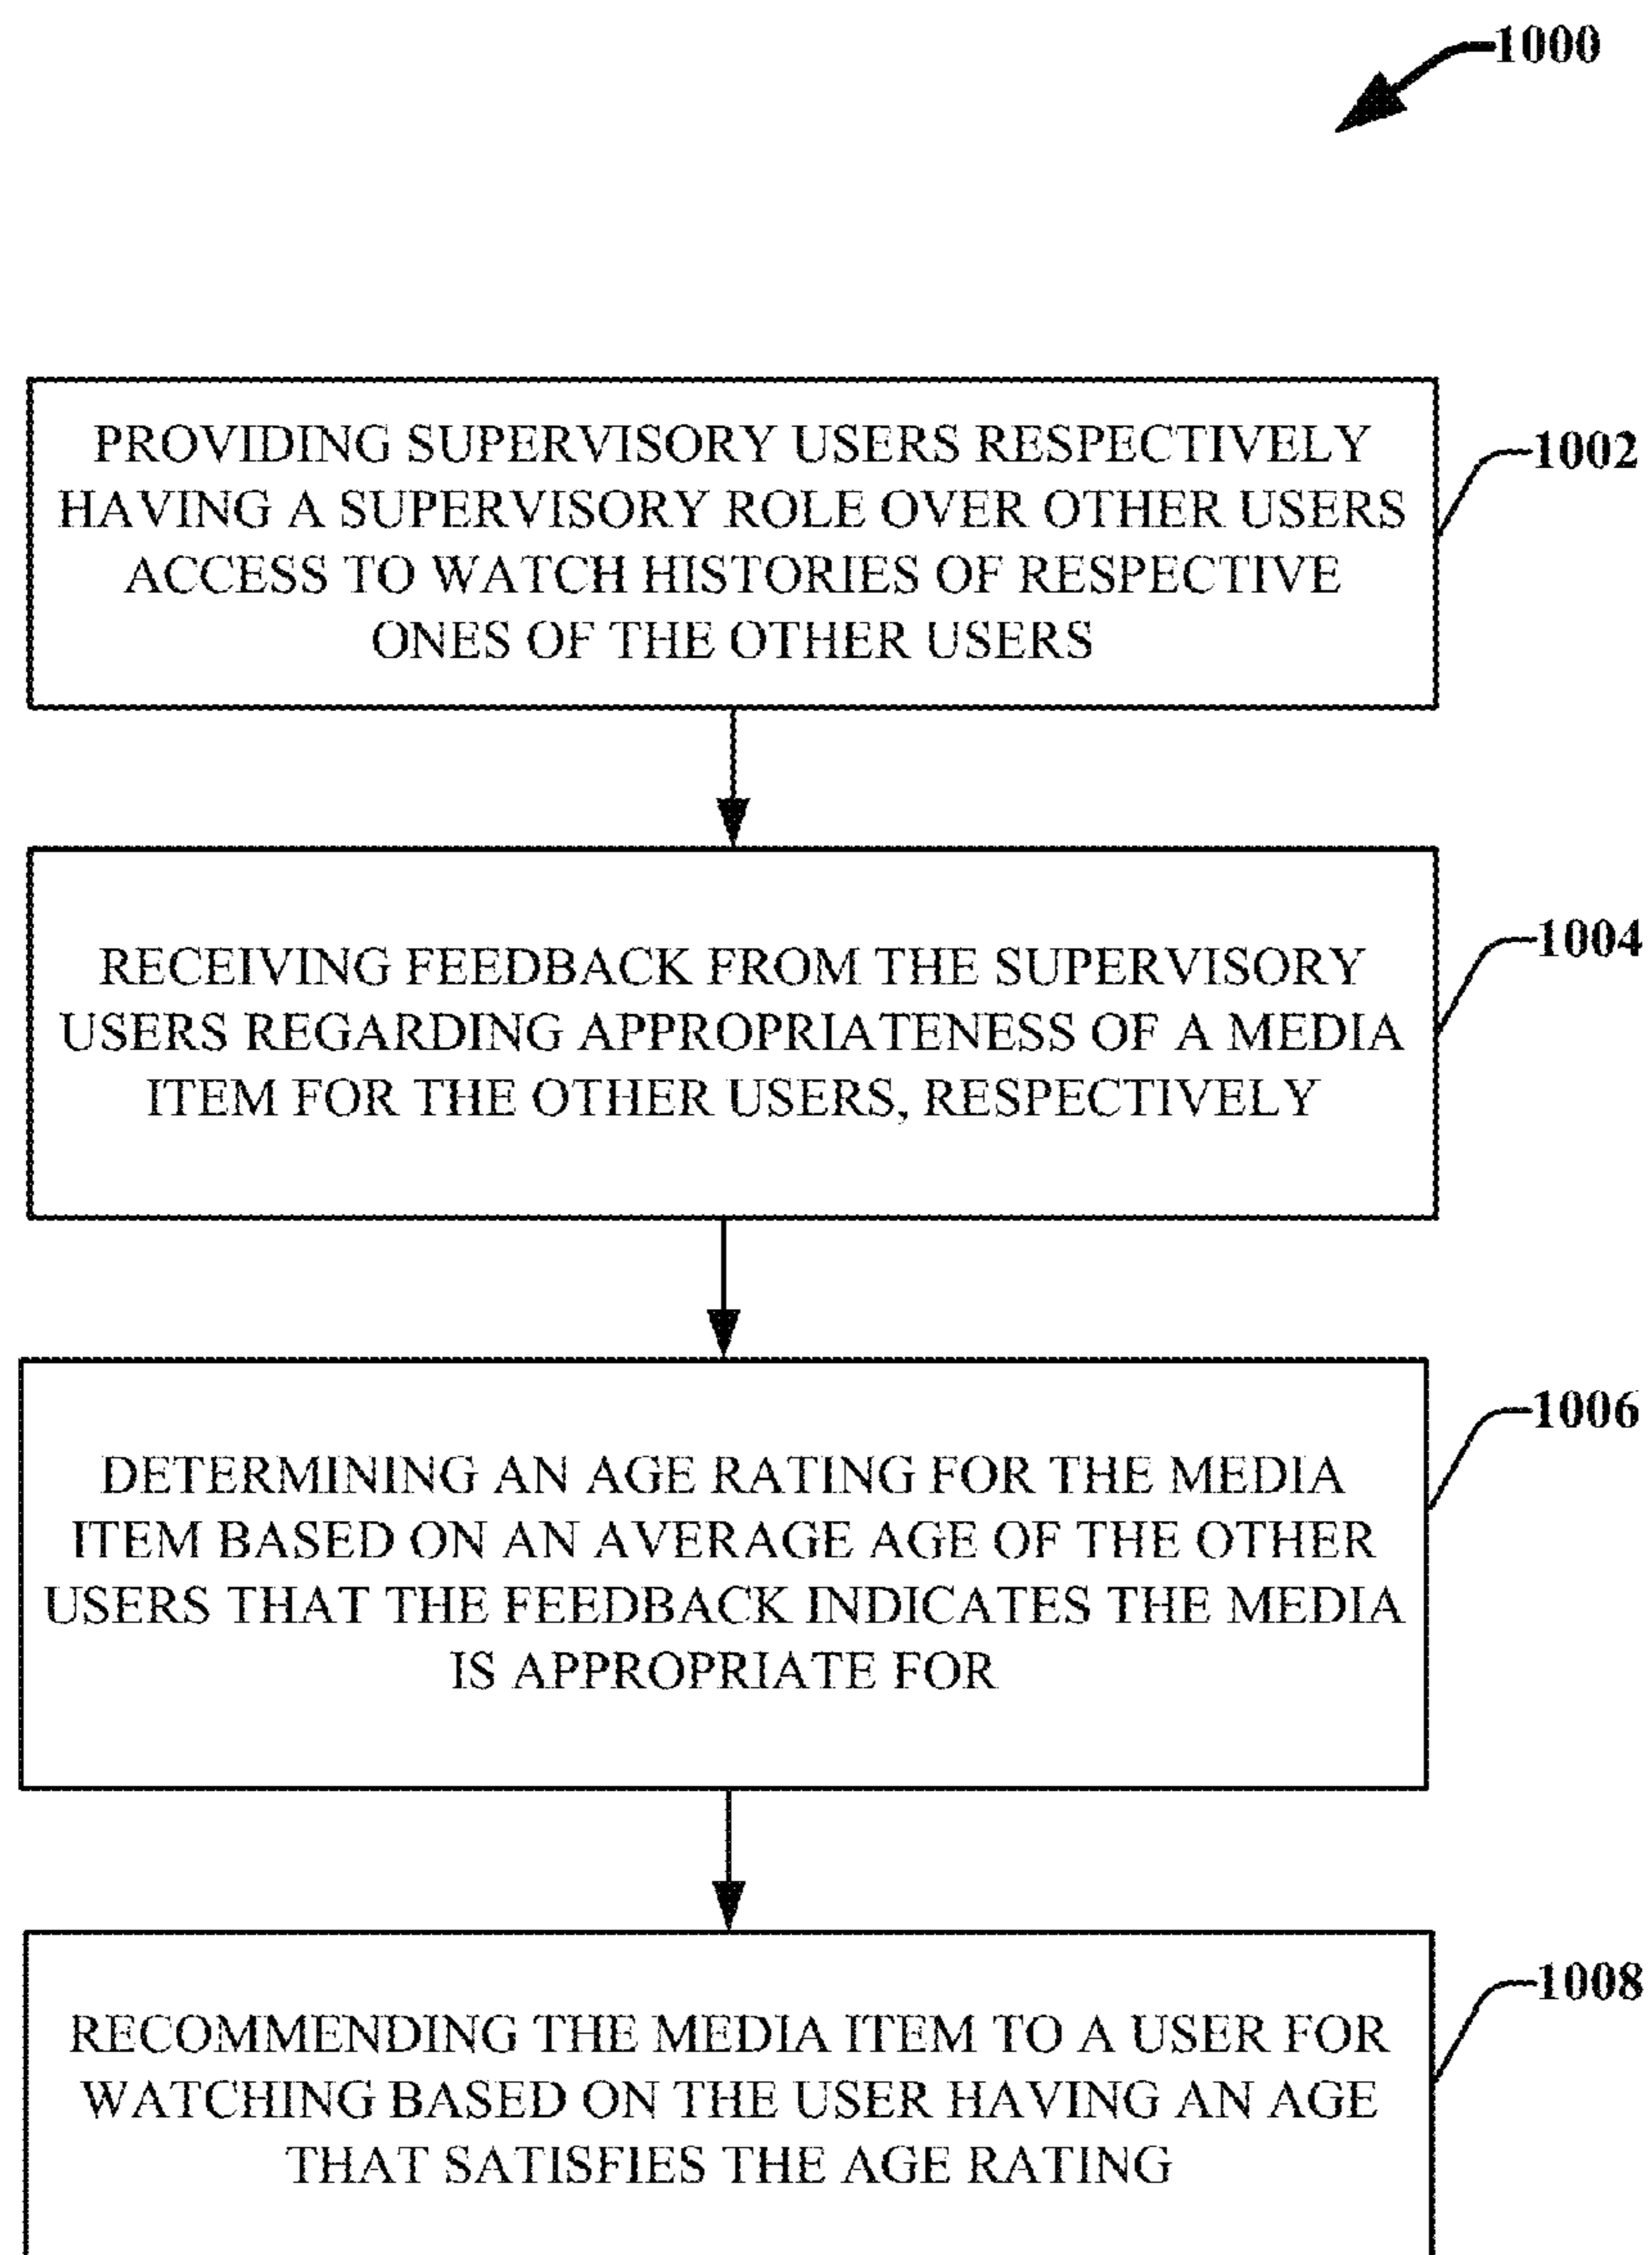 1000
PROVIDING SUPERVISORY USERS RESPECTIVELY
HAVING A SUPERVISORY ROLE OVER OTHER USERS
ACCESS TO WATCH HISTORIES OF RESPECTIVE
ONES OF THE OTHER USERS
1002
RECEIVING FEEDBACK FROM THE SUPERVISORY
USERS REGARDING APPROPRIATENESS OF A MEDIA
ITEM FOR THE OTHER USERS, RESPECTIVELY
1004
DETERMINING AN AGE RATING FOR THE MEDIA
ITEM BASED ON AN AVERAGE AGE OF THE OTHER
USERS THAT THE FEEDBACK INDICATES THE MEDIA
IS APPROPRIATE FOR
1006
RECOMMENDING THE MEDIA ITEM TO A USER FOR
WATCHING BASED ON THE USER HAVING AN AGE
THAT SATISFIES THE AGE RATING
1008